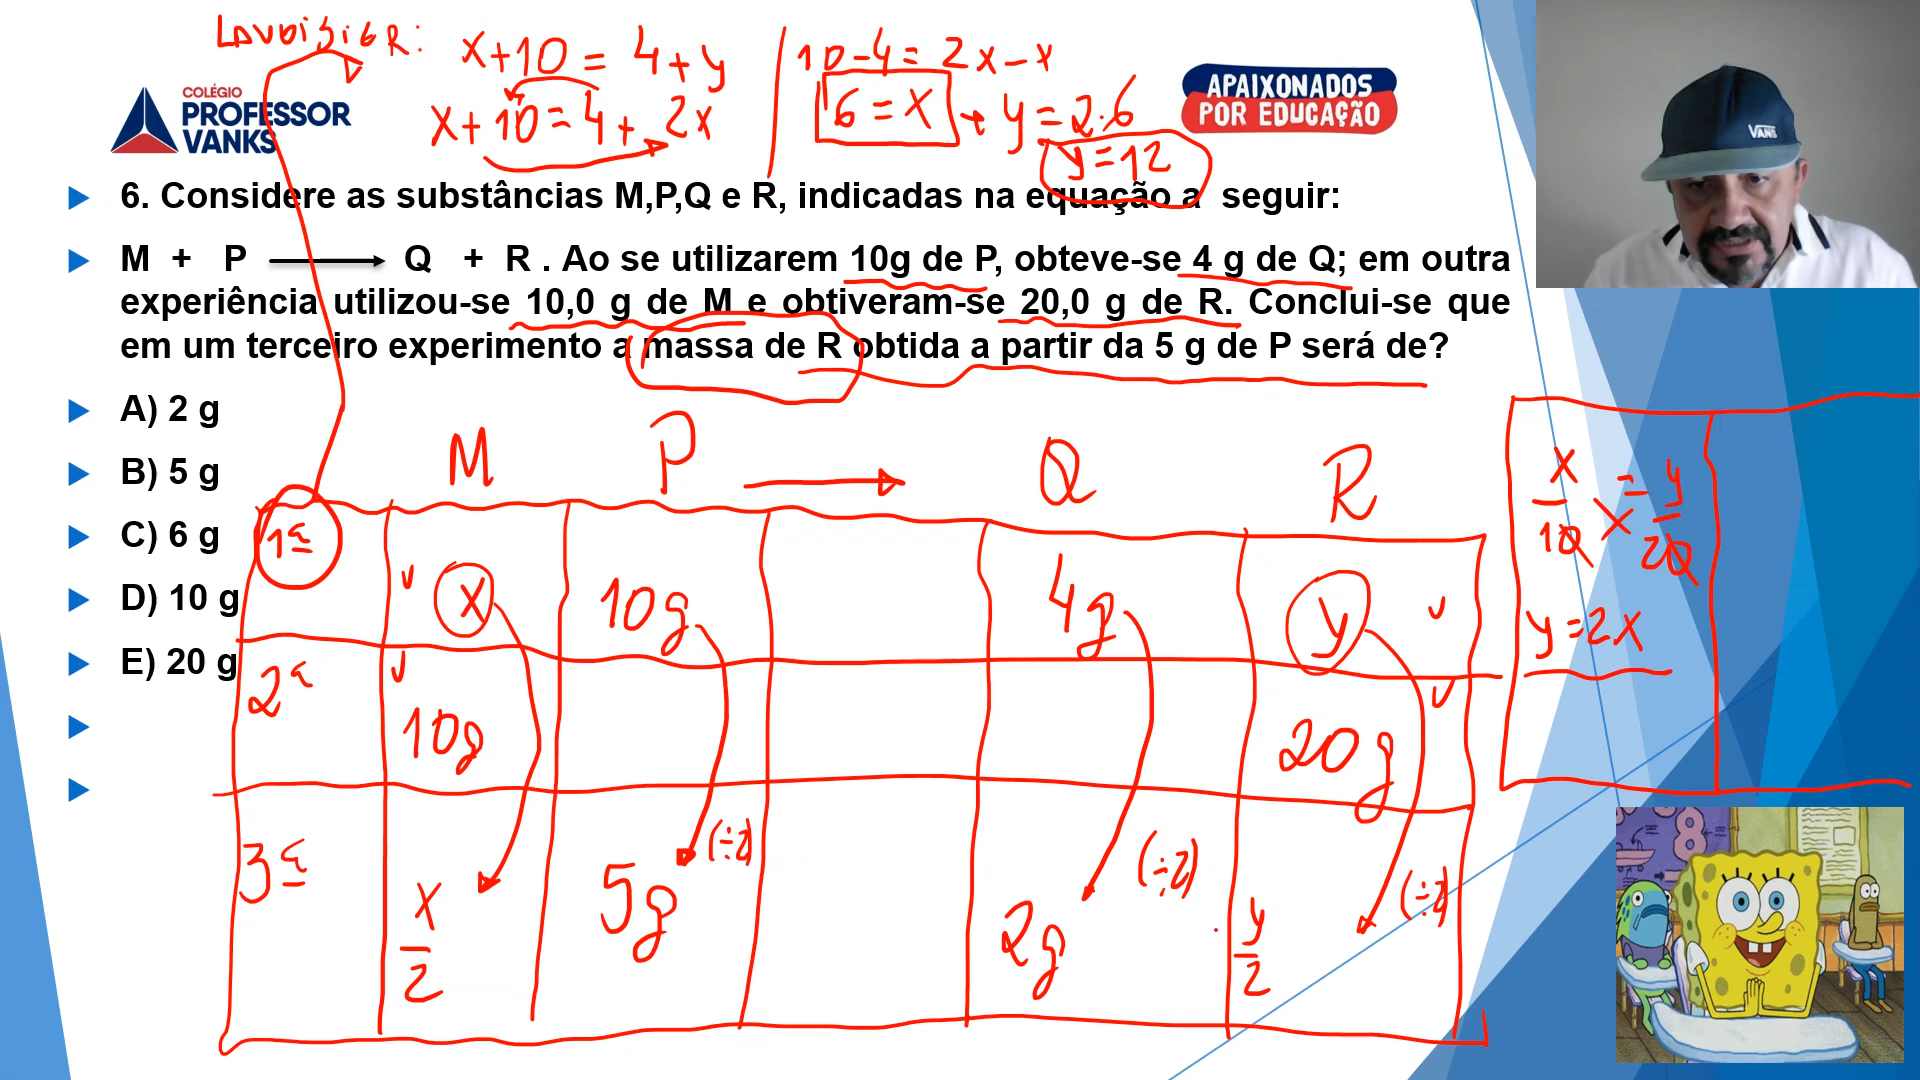 LAVOISIER:
x+10 = 4+y
x+10 = 4+2x
10-4 = 2x-x
6 = x → y = 2.6
y = 12
COLÉGIO
PROFESSOR
VANKS
APAIXONADOS
POR EDUCAÇÃO
VANS
6. Considere as substâncias M,P,Q e R, indicadas na equação a seguir:
M + P → Q + R . Ao se utilizarem 10g de P, obteve-se 4 g de Q; em outra
experiência utilizou-se 10,0 g de M e obtiveram-se 20,0 g de R. Conclui-se que
em um terceiro experimento a massa de R obtida a partir da 5 g de P será de?
A) 2 g
B) 5 g
C) 6 g
D) 10 g
E) 20 g
M P → Q R
1ª x 10g 4g y
2ª 10g 20g
3ª x/2 5g (÷2) 2g (÷2) y/2 (÷2)
x/10 = y/20
y = 2x
8